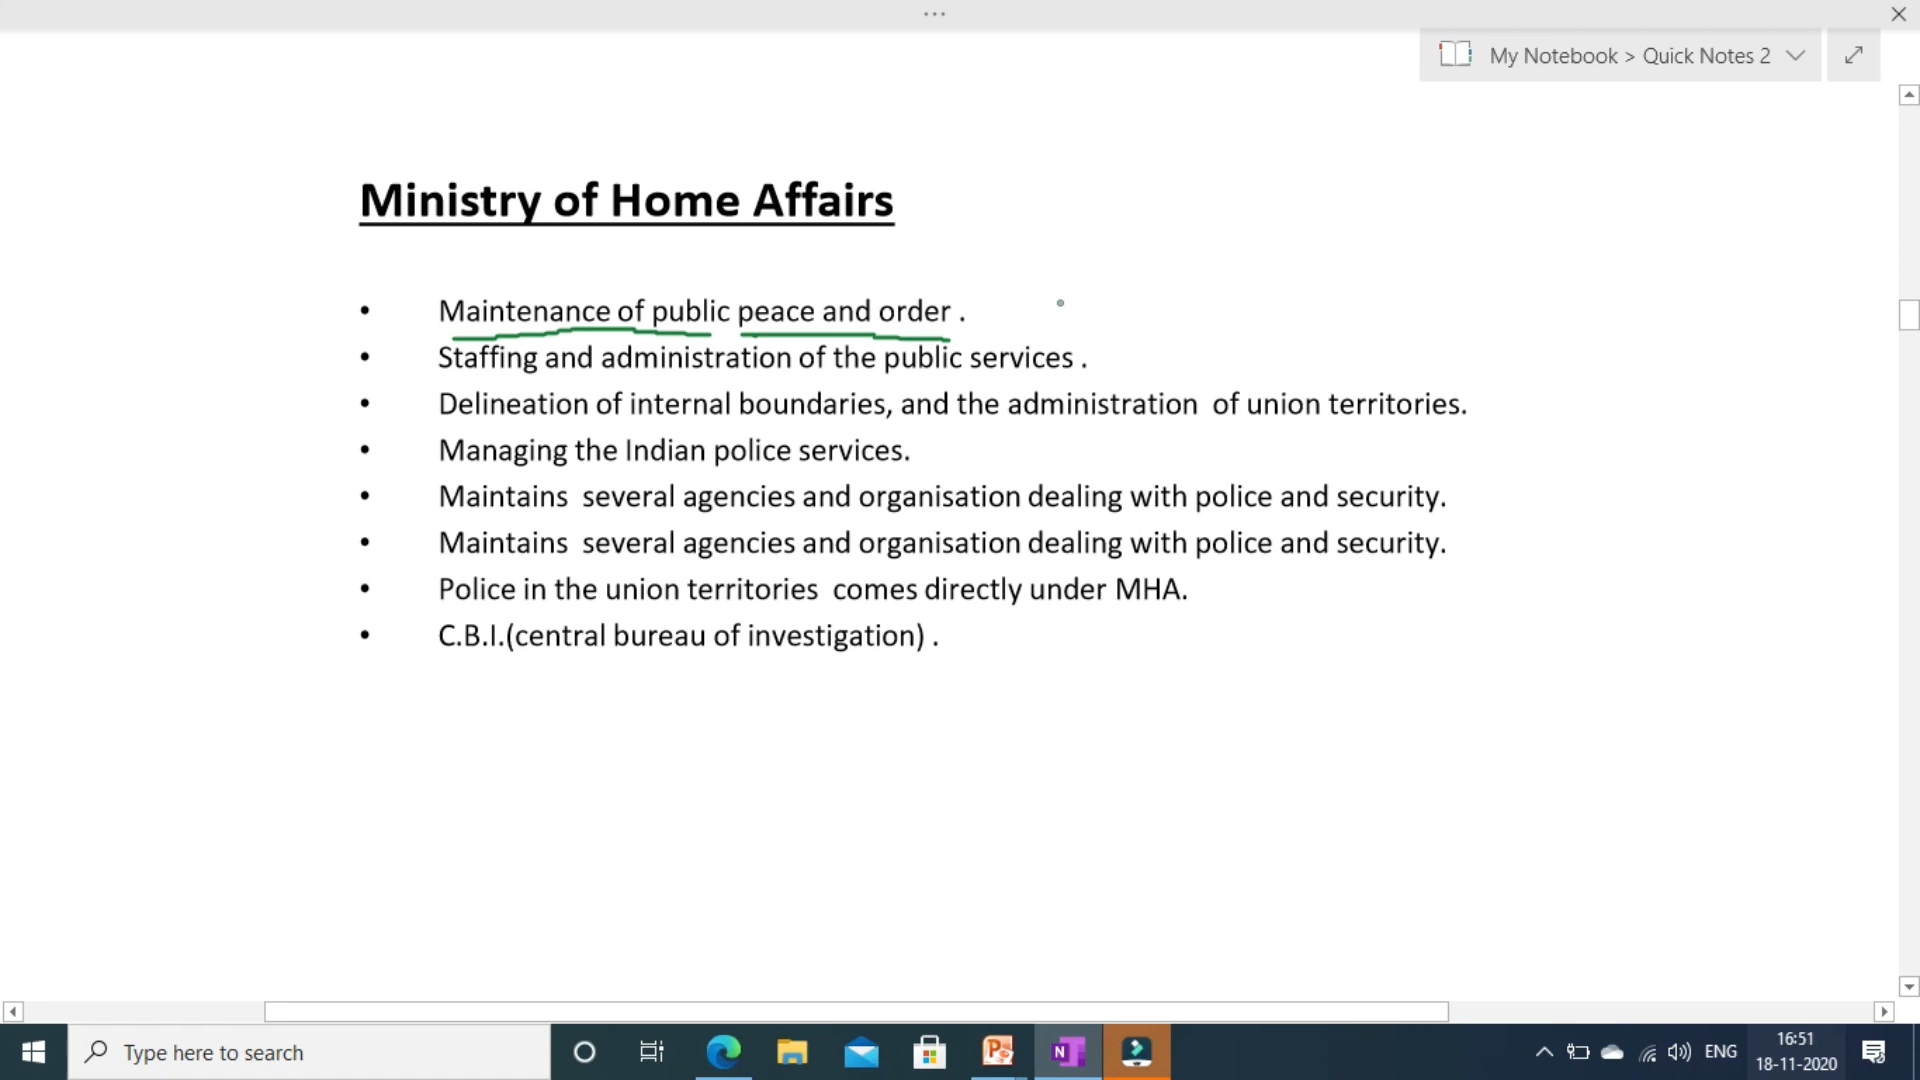 ...
My Notebook > Quick Notes 2
Ministry of Home Affairs
• Maintenance of public peace and order .
• Staffing and administration of the public services .
• Delineation of internal boundaries, and the administration of union territories.
• Managing the Indian police services.
• Maintains several agencies and organisation dealing with police and security.
• Maintains several agencies and organisation dealing with police and security.
• Police in the union territories comes directly under MHA.
• C.B.I.(central bureau of investigation) .
Type here to search
ENG
16:51
18-11-2020